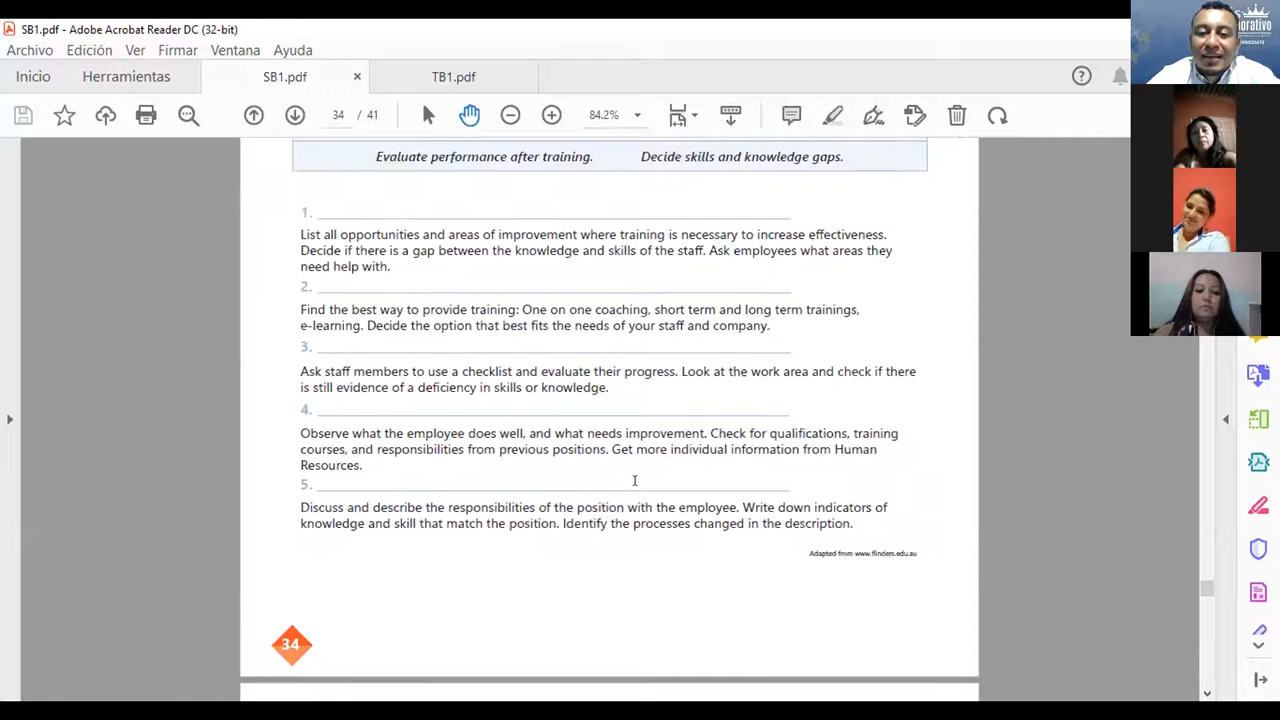 SB1.pdf - Adobe Acrobat Reader DC (32-bit)
Archivo Edición Ver Firmar Ventana Ayuda
Inicio Herramientas SB1.pdf × TB1.pdf
34 / 41 84.2%
Evaluate performance after training. Decide skills and knowledge gaps.
1.
List all opportunities and areas of improvement where training is necessary to increase effectiveness.
Decide if there is a gap between the knowledge and skills of the staff. Ask employees what areas they
need help with.
2.
Find the best way to provide training: One on one coaching, short term and long term trainings,
e-learning. Decide the option that best fits the needs of your staff and company.
3.
Ask staff members to use a checklist and evaluate their progress. Look at the work area and check if there
is still evidence of a deficiency in skills or knowledge.
4.
Observe what the employee does well, and what needs improvement. Check for qualifications, training
courses, and responsibilities from previous positions. Get more individual information from Human
Resources.
5.
Discuss and describe the responsibilities of the position with the employee. Write down indicators of
knowledge and skill that match the position. Identify the processes changed in the description.
Adapted from www.flinders.edu.au
34